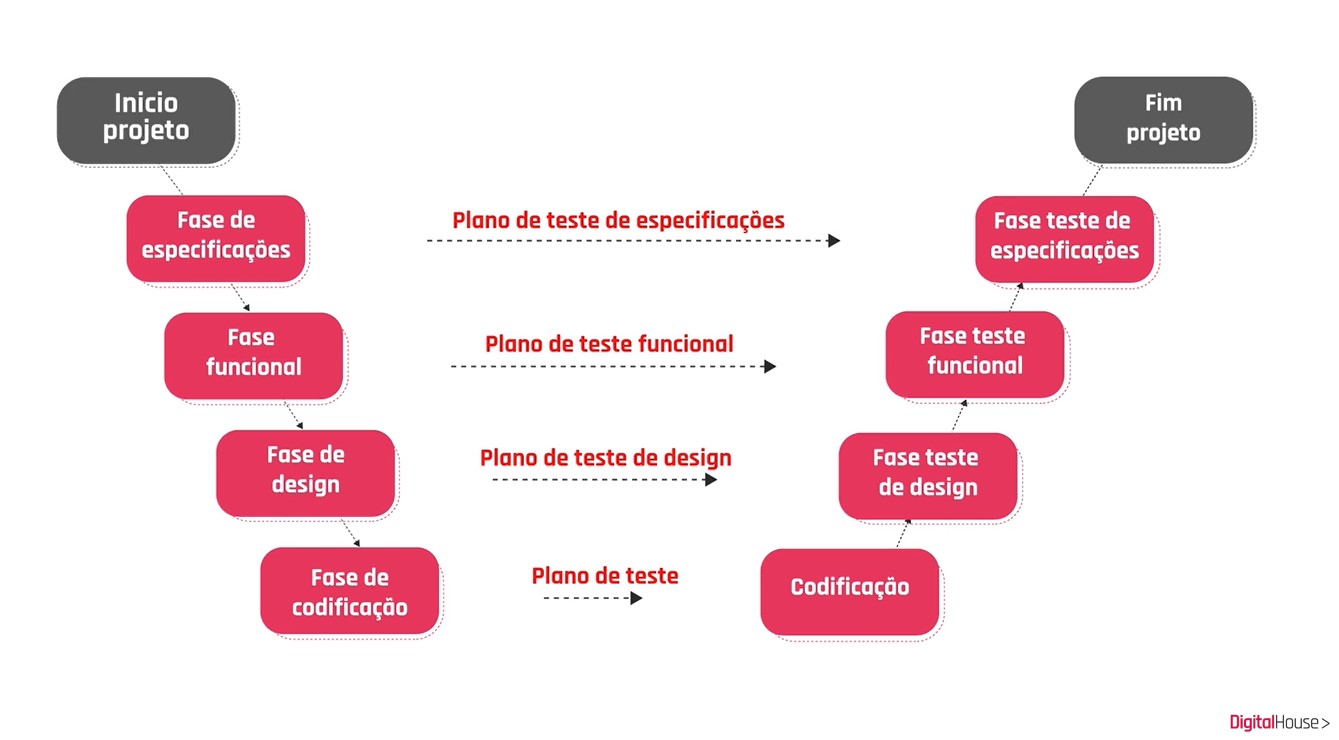 Inicio
projeto
Fim
projeto
Fase de
especificações
Plano de teste de especificações
Fase teste de
especificações
Fase
funcional
Plano de teste funcional
Fase teste
funcional
Fase de
design
Plano de teste de design
Fase teste
de design
Fase de
codificação
Plano de teste
Codificação
DigitalHouse>